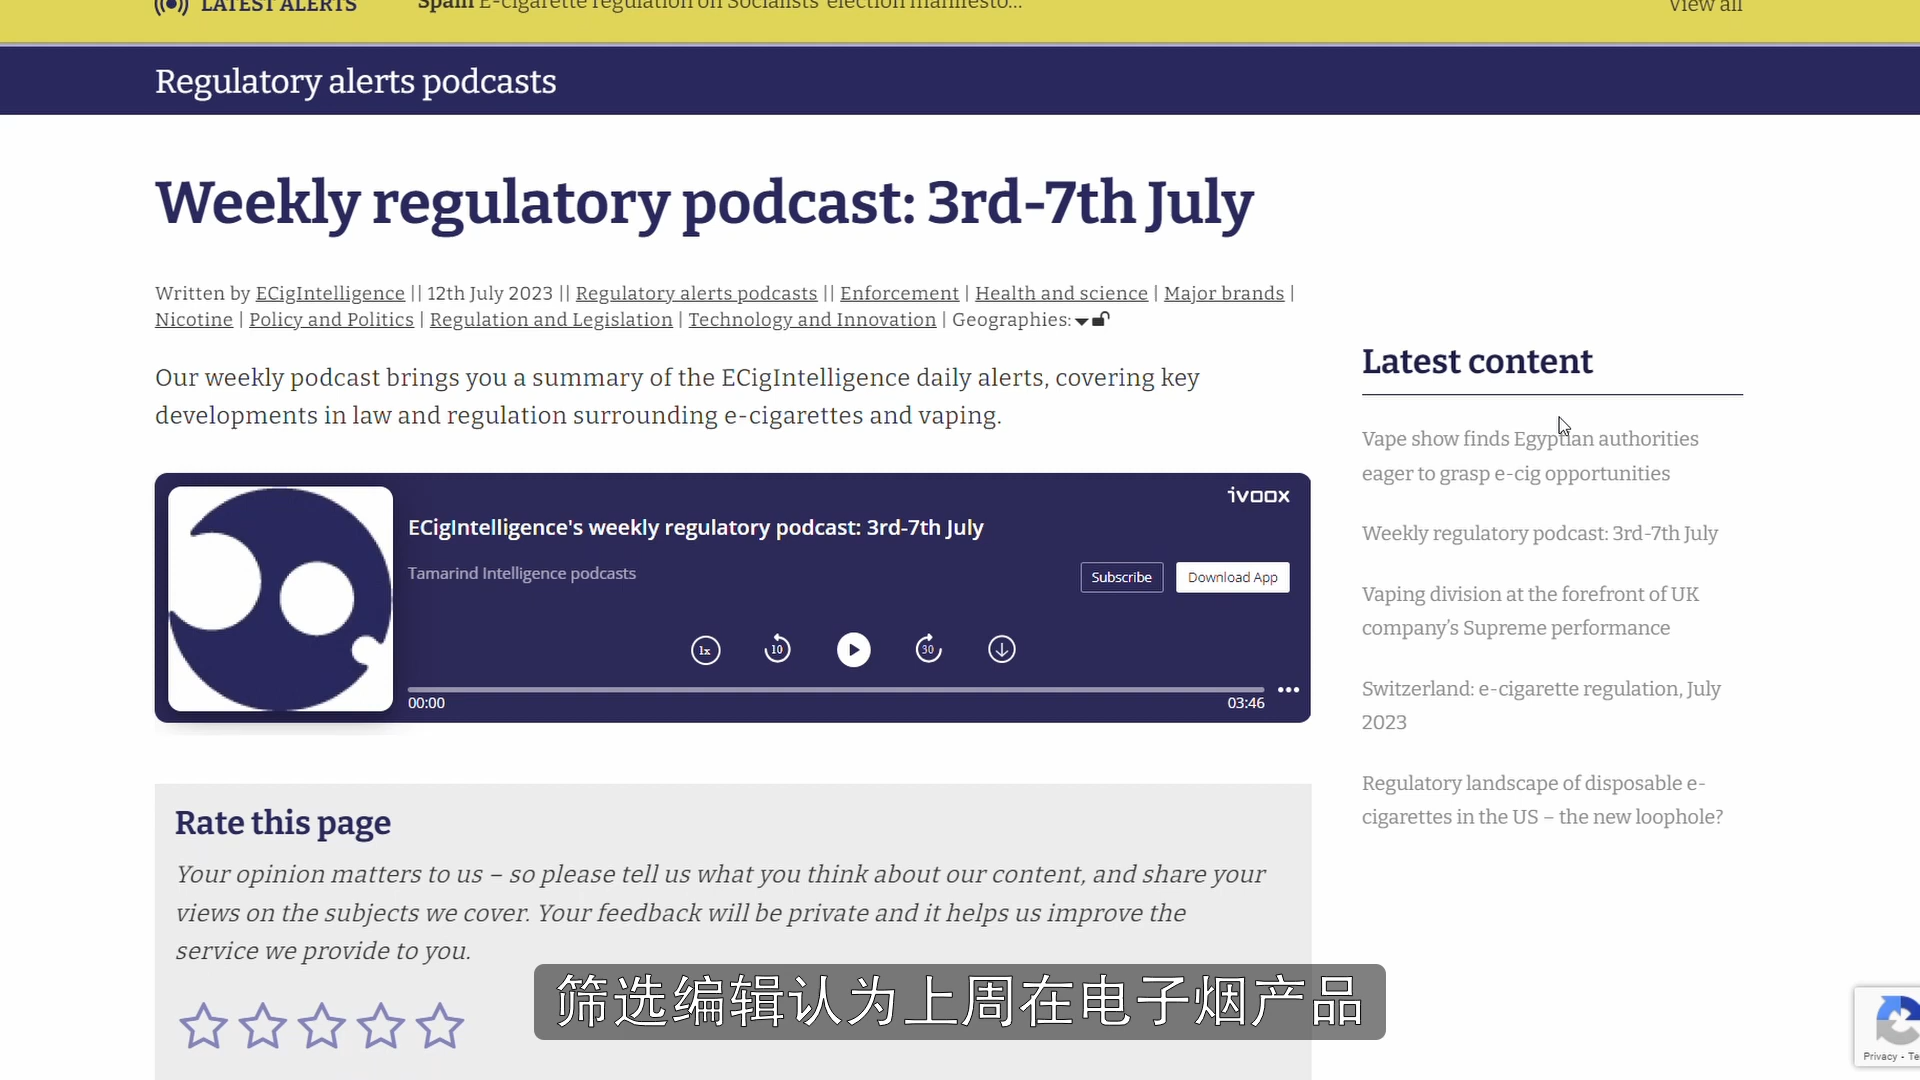 LATEST ALERTS
Spain E-cigarette regulation on Socialists' election manifesto...
View all
Regulatory alerts podcasts
Weekly regulatory podcast: 3rd-7th July
Written by ECigIntelligence || 12th July 2023 || Regulatory alerts podcasts || Enforcement | Health and science | Major brands |
Nicotine | Policy and Politics | Regulation and Legislation | Technology and Innovation | Geographies:
Our weekly podcast brings you a summary of the ECigIntelligence daily alerts, covering key
developments in law and regulation surrounding e-cigarettes and vaping.
ivoox
ECigIntelligence's weekly regulatory podcast: 3rd-7th July
Tamarind Intelligence podcasts
Subscribe
Download App
1x
10
30
00:00
03:46
Rate this page
Your opinion matters to us – so please tell us what you think about our content, and share your
views on the subjects we cover. Your feedback will be private and it helps us improve the
service we provide to you.
Latest content
Vape show finds Egyptian authorities
eager to grasp e-cig opportunities
Weekly regulatory podcast: 3rd-7th July
Vaping division at the forefront of UK
company's Supreme performance
Switzerland: e-cigarette regulation, July
2023
Regulatory landscape of disposable e-
cigarettes in the US – the new loophole?
筛选编辑认为上周在电子烟产品
Privacy - Te